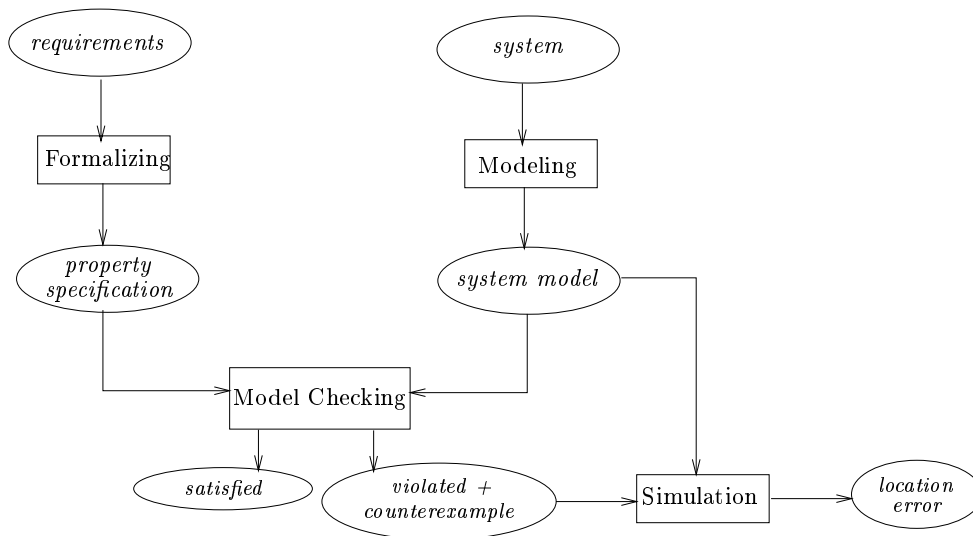 requirements
system
Formalizing
Modeling
property
specification
system model
Model Checking
satisfied
violated +
counterexample
Simulation
location
error